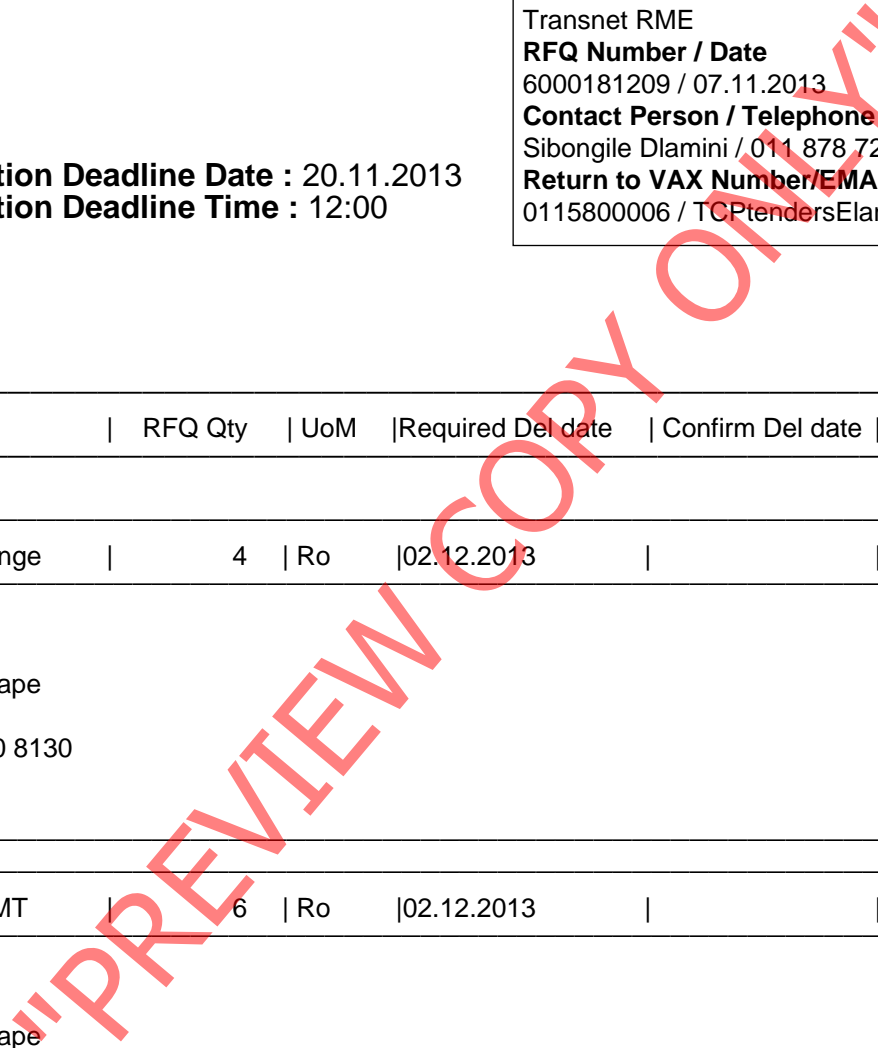 Transnet RME
RFQ Number / Date
6000181209 / 07.11.2013
Contact Person / Telephone
Sibongile Dlamini / 011 878 72
tion Deadline Date : 20.11.2013
Return to VAX Number/EMA
tion Deadline Time : 12:00
0115800006 / TCPtendersElan
| RFQ Qty | UoM |Required Del date | Confirm Del date |
nge | 4 | Ro |02.12.2013 | |
ape
0 8130
MT | 6 | Ro |02.12.2013 | |
ape
"PREVIEW COPY ONLY"